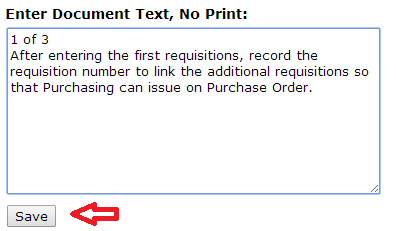 Enter Document Text, No Print:
1 of 3
After entering the first requisitions, record the
requisition number to link the additional requisitions so
that Purchasing can issue on Purchase Order.
Save